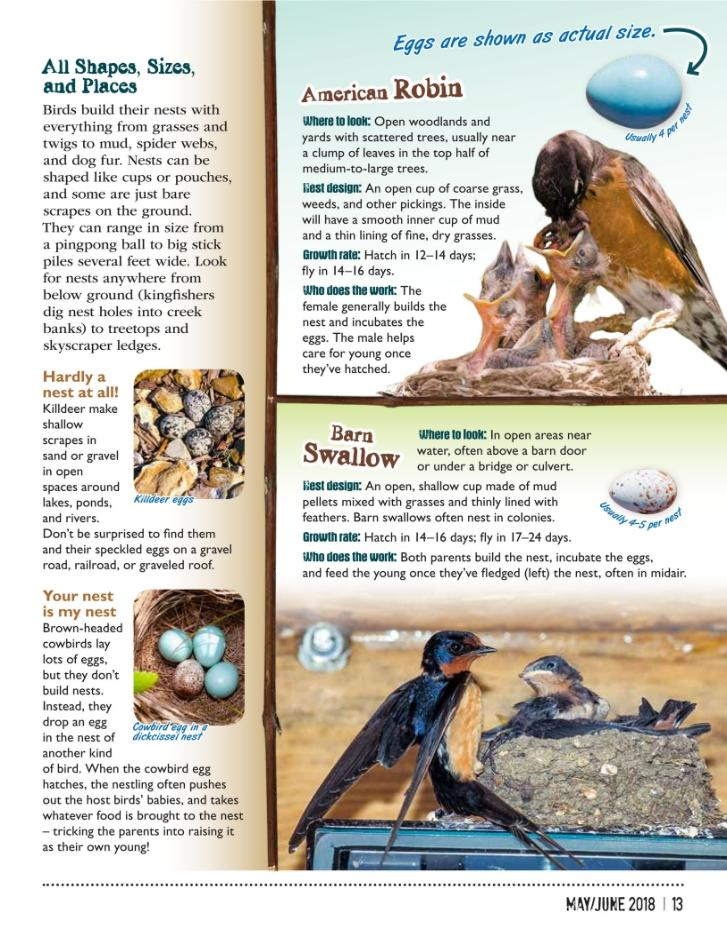 All Shapes, Sizes,
and Places
Birds build their nests with
everything from grasses and
twigs to mud, spider webs,
and dog fur. Nests can be
shaped like cups or pouches,
and some are just bare
scrapes on the ground.
They can range in size from
a pingpong ball to big stick
piles several feet wide. Look
for nests anywhere from
below ground (kingfishers
dig nest holes into creek
banks) to treetops and
skyscraper ledges.
Hardly a
nest at all!
Killdeer make
shallow
scrapes in
sand or gravel
in open
spaces around
lakes, ponds,
and rivers.
Don't be surprised to find them
and their speckled eggs on a gravel
road, railroad, or graveled roof.
Killdeer eggs
Your nest
is my nest
Brown-headed
cowbirds lay
lots of eggs,
but they don't
build nests.
Instead, they
drop an egg
in the nest of
another kind
of bird. When the cowbird egg
hatches, the nestling often pushes
out the host birds' babies, and takes
whatever food is brought to the nest
– tricking the parents into raising it
as their own young!
Cowbird egg in a
dickcissel nest
Eggs are shown as actual size.
American Robin
Where to look: Open woodlands and
yards with scattered trees, usually near
a clump of leaves in the top half of
medium-to-large trees.
Nest design: An open cup of coarse grass,
weeds, and other pickings. The inside
will have a smooth inner cup of mud
and a thin lining of fine, dry grasses.
Growth rate: Hatch in 12–14 days;
fly in 14–16 days.
Who does the work: The
female generally builds the
nest and incubates the
eggs. The male helps
care for young once
they've hatched.
Usually 4 per nest
Barn
Swallow
Where to look: In open areas near
water, often above a barn door
or under a bridge or culvert.
Nest design: An open, shallow cup made of mud
pellets mixed with grasses and thinly lined with
feathers. Barn swallows often nest in colonies.
Growth rate: Hatch in 14–16 days; fly in 17–24 days.
Who does the work: Both parents build the nest, incubate the eggs,
and feed the young once they've fledged (left) the nest, often in midair.
Usually 4-5 per nest
MAY/JUNE 2018 | 13